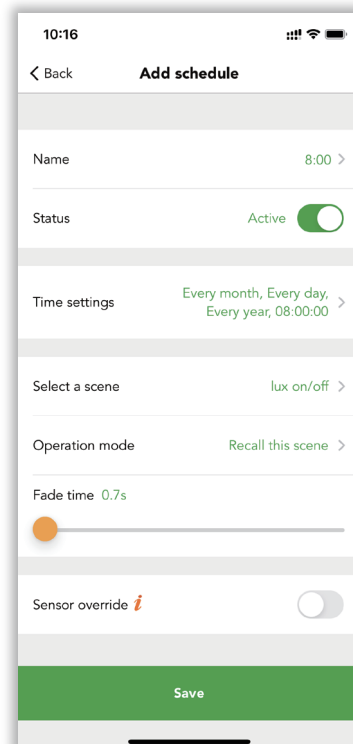 10:16
Back Add schedule
Name 8:00
Status Active
Time settings Every month, Every day,
Every year, 08:00:00
Select a scene lux on/off
Operation mode Recall this scene
Fade time 0.7s
Sensor override i
Save